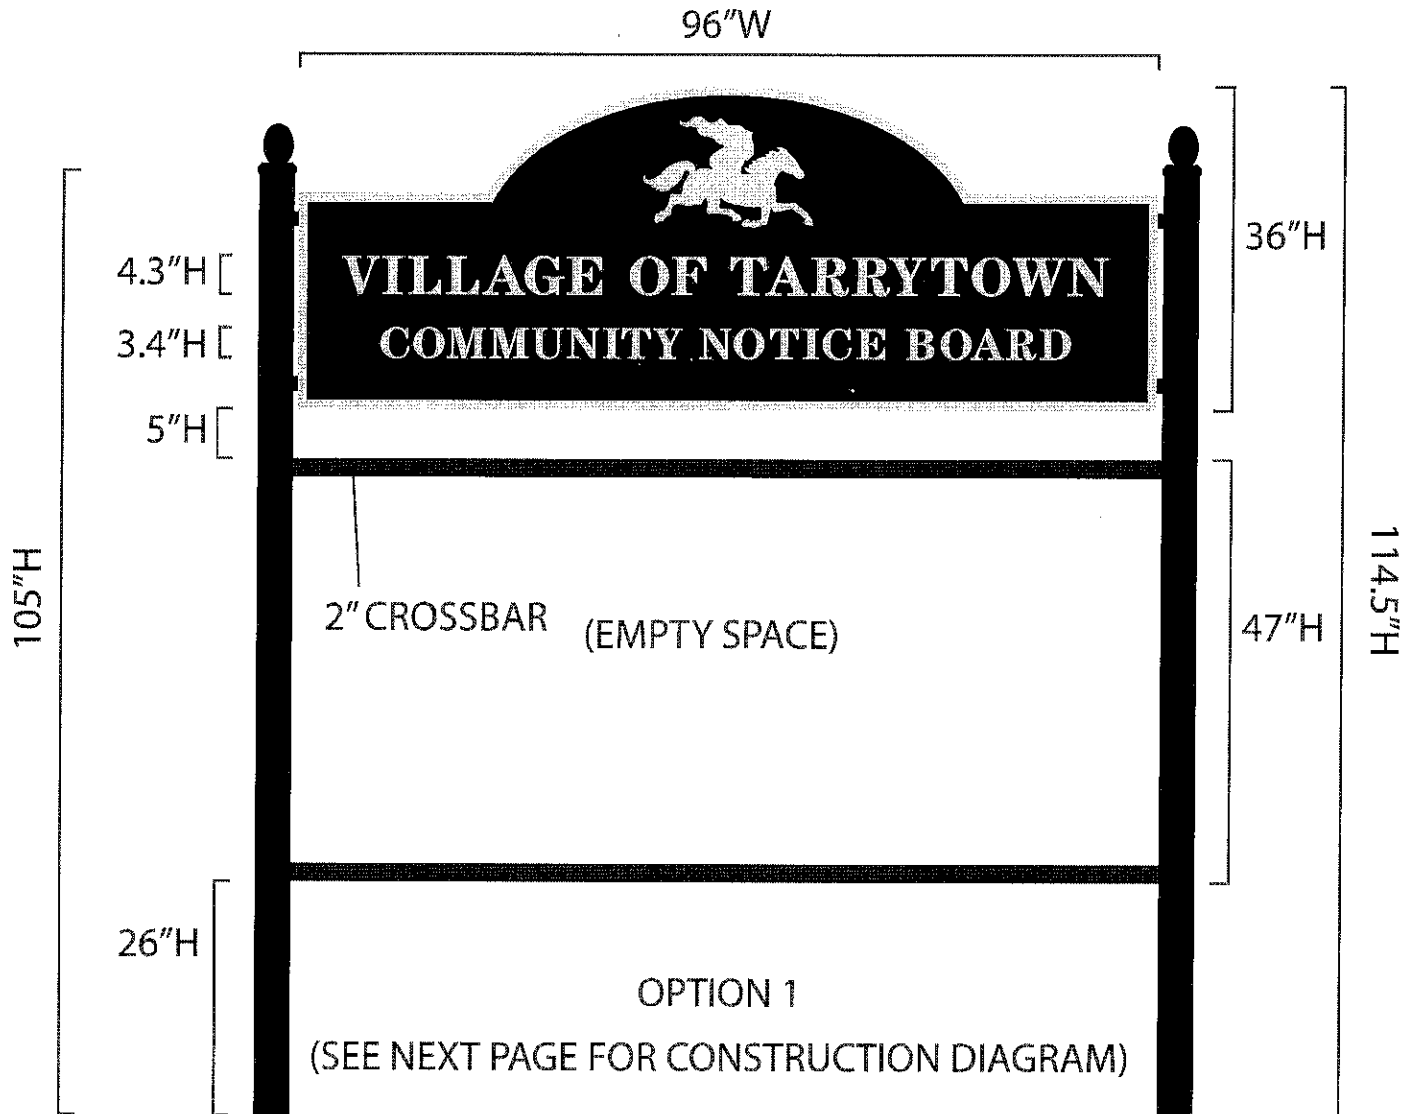 96"W
36"H
4.3"H
VILLAGE OF TARRYTOWN
3.4"H
COMMUNITY NOTICE BOARD
5"H
105"H
114.5"H
2" CROSSBAR
(EMPTY SPACE)
47"H
26"H
OPTION 1
(SEE NEXT PAGE FOR CONSTRUCTION DIAGRAM)